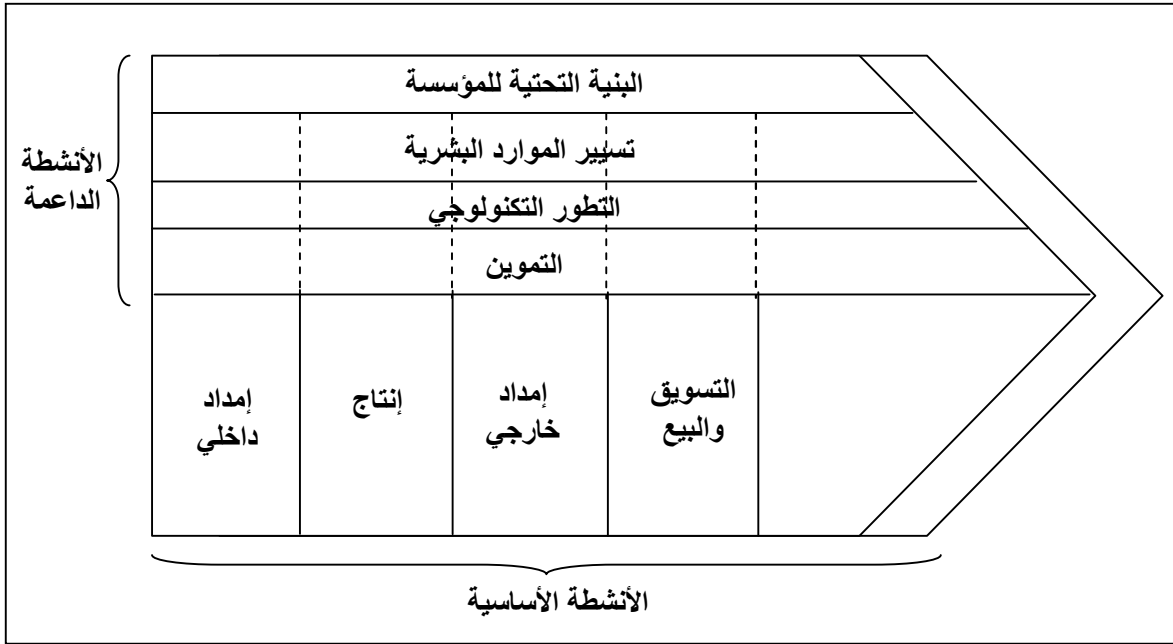 البنية التحتية للمؤسسة
تسيير الموارد البشرية
التطور التكنولوجي
التموين
الأنشطة
الداعمة
إمداد
داخلي
إنتاج
إمداد
خارجي
التسويق
والبيع
الأنشطة الأساسية